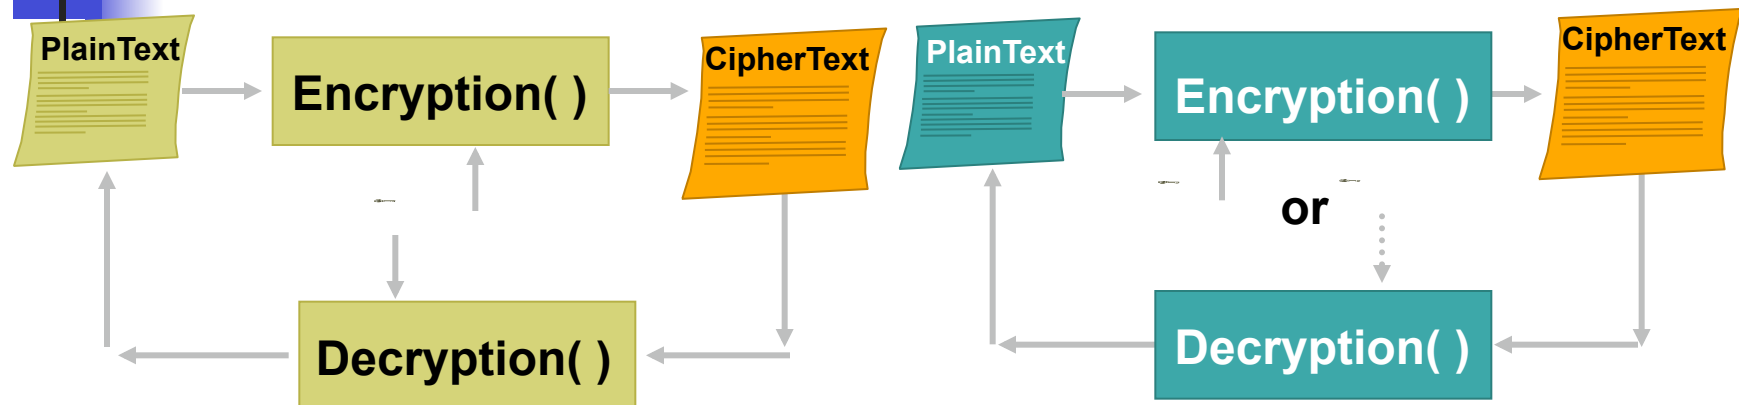 PlainText
Encryption( )
CipherText
Decryption( )
PlainText
Encryption( )
CipherText
or
Decryption( )